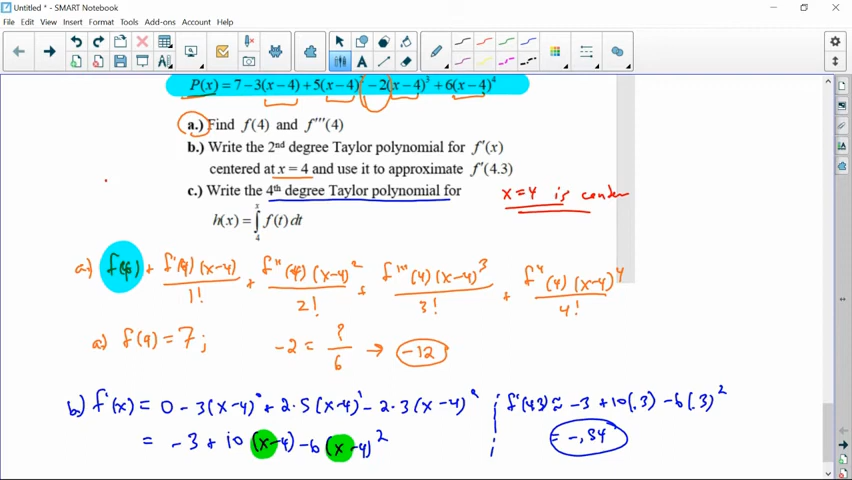 Untitled * - SMART Notebook
File Edit View Insert Format Tools Add-ons Account Help
P(x) = 7 − 3(x−4) + 5(x−4)² − 2(x−4)³ + 6(x−4)⁴
a.) Find f(4) and f'''(4)
b.) Write the 2nd degree Taylor polynomial for f'(x)
centered at x = 4 and use it to approximate f'(4.3)
c.) Write the 4th degree Taylor polynomial for
x=4 is center
h(x) = ∫₄ˣ f(t) dt
a) f(4) + f'(4)(x-4)/1! + f''(4)(x-4)²/2! + f'''(4)(x-4)³/3! + f⁴(4)(x-4)⁴/4!
a) f(4) = 7; -2 = ?/6 → -12
b) f'(x) = 0 - 3(x-4)⁰ + 2·5(x-4)¹ - 2·3(x-4)² f'(4.3) ≈ -3 + 10(.3) - 6(.3)²
= -3 + 10(x-4) - 6(x-4)² = -.54